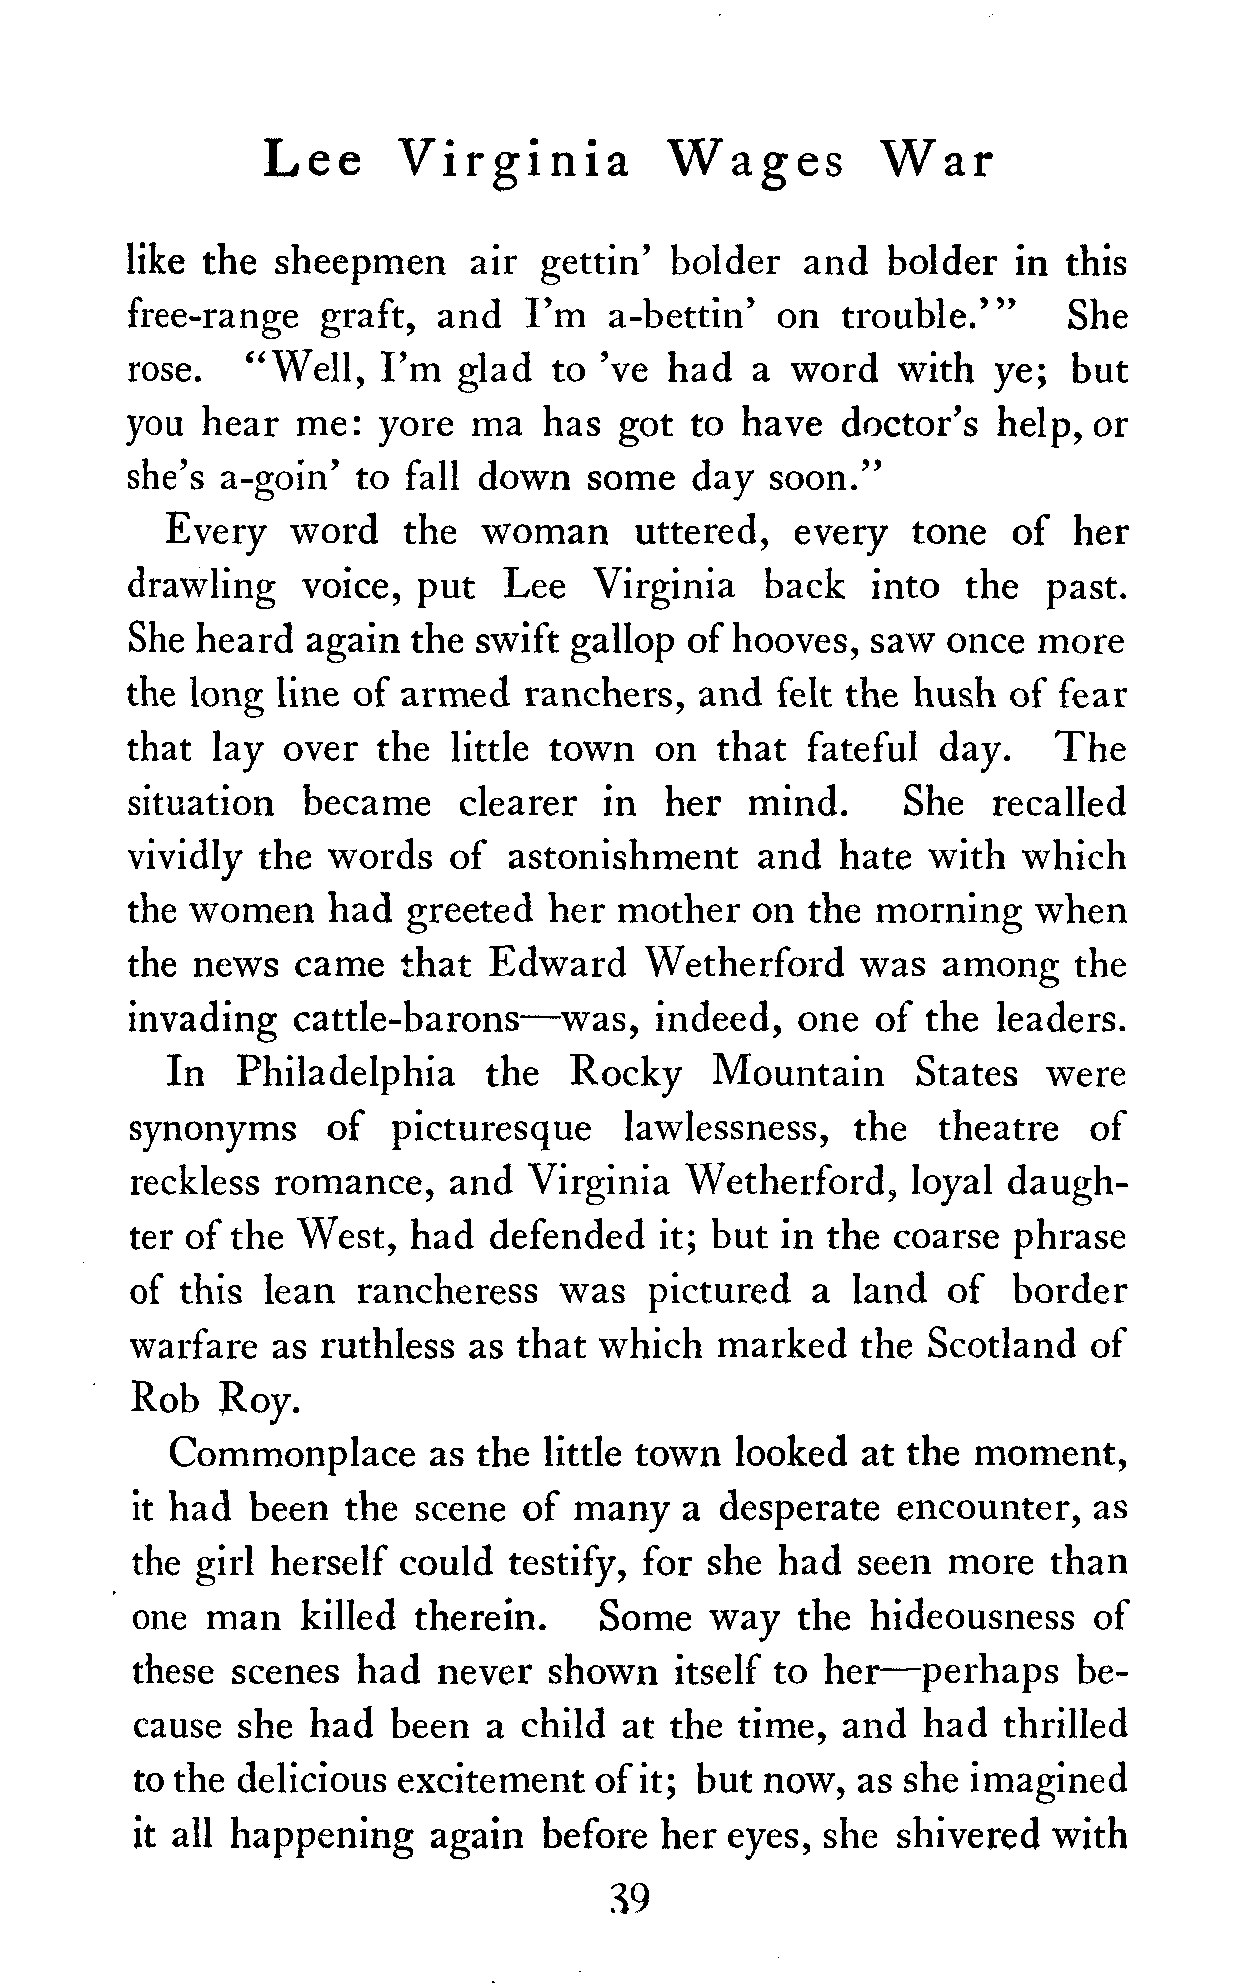 Lee Virginia Wages War
like the sheepmen air gettin' bolder and bolder in this
free-range graft, and I'm a-bettin' on trouble.'" She
rose. "Well, I'm glad to 've had a word with ye; but
you hear me: yore ma has got to have doctor's help, or
she's a-goin' to fall down some day soon."
Every word the woman uttered, every tone of her
drawling voice, put Lee Virginia back into the past.
She heard again the swift gallop of hooves, saw once more
the long line of armed ranchers, and felt the hush of fear
that lay over the little town on that fateful day. The
situation became clearer in her mind. She recalled
vividly the words of astonishment and hate with which
the women had greeted her mother on the morning when
the news came that Edward Wetherford was among the
invading cattle-barons—was, indeed, one of the leaders.
In Philadelphia the Rocky Mountain States were
synonyms of picturesque lawlessness, the theatre of
reckless romance, and Virginia Wetherford, loyal daugh-
ter of the West, had defended it; but in the coarse phrase
of this lean rancheress was pictured a land of border
warfare as ruthless as that which marked the Scotland of
Rob Roy.
Commonplace as the little town looked at the moment,
it had been the scene of many a desperate encounter, as
the girl herself could testify, for she had seen more than
one man killed therein. Some way the hideousness of
these scenes had never shown itself to her—perhaps be-
cause she had been a child at the time, and had thrilled
to the delicious excitement of it; but now, as she imagined
it all happening again before her eyes, she shivered with
39